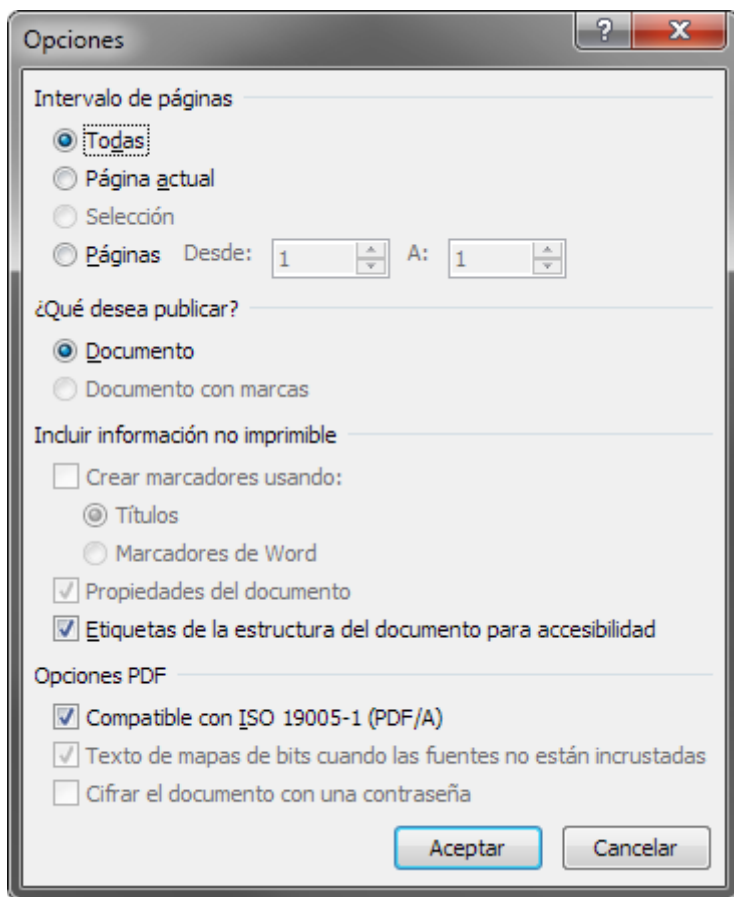 Opciones
Intervalo de páginas
Todas
Página actual
Selección
Páginas Desde: 1 A: 1
¿Qué desea publicar?
Documento
Documento con marcas
Incluir información no imprimible
Crear marcadores usando:
Títulos
Marcadores de Word
Propiedades del documento
Etiquetas de la estructura del documento para accesibilidad
Opciones PDF
Compatible con ISO 19005-1 (PDF/A)
Texto de mapas de bits cuando las fuentes no están incrustadas
Cifrar el documento con una contraseña
Aceptar Cancelar